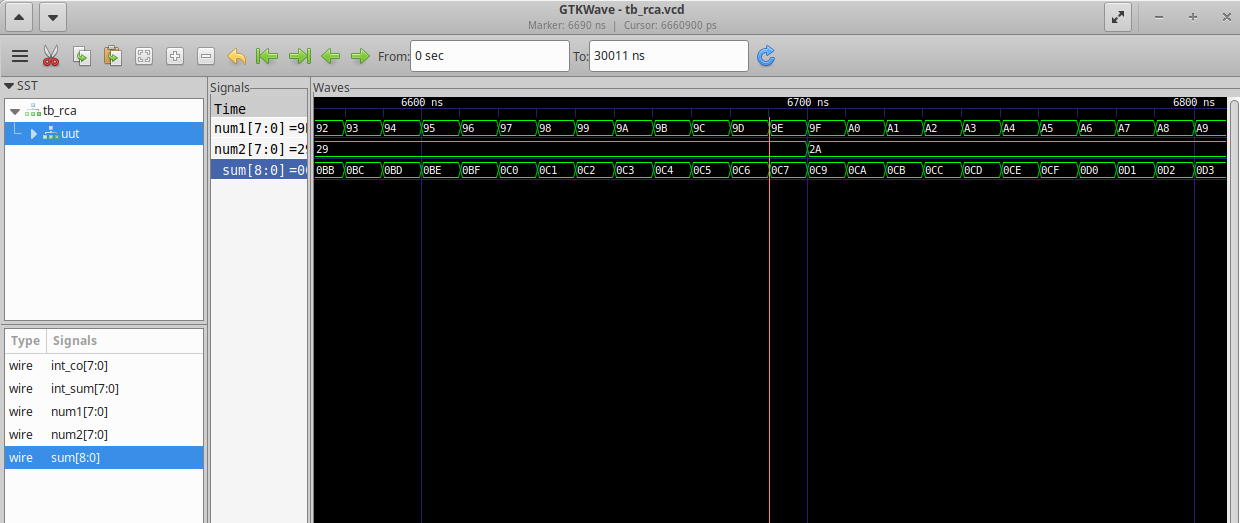 GTKWave - tb_rca.vcd
Marker: 6690 ns | Cursor: 6660900 ps
From: 0 sec To: 30011 ns
SST
tb_rca
uut
Type Signals
wire int_co[7:0]
wire int_sum[7:0]
wire num1[7:0]
wire num2[7:0]
wire sum[8:0]
Signals
Time
num1[7:0] =9
num2[7:0] =29
sum[8:0] =0
Waves
6600 ns 6700 ns 6800 ns
92 93 94 95 96 97 98 99 9A 9B 9C 9D 9E 9F A0 A1 A2 A3 A4 A5 A6 A7 A8 A9
29 2A
0BB 0BC 0BD 0BE 0BF 0C0 0C1 0C2 0C3 0C4 0C5 0C6 0C7 0C9 0CA 0CB 0CC 0CD 0CE 0CF 0D0 0D1 0D2 0D3